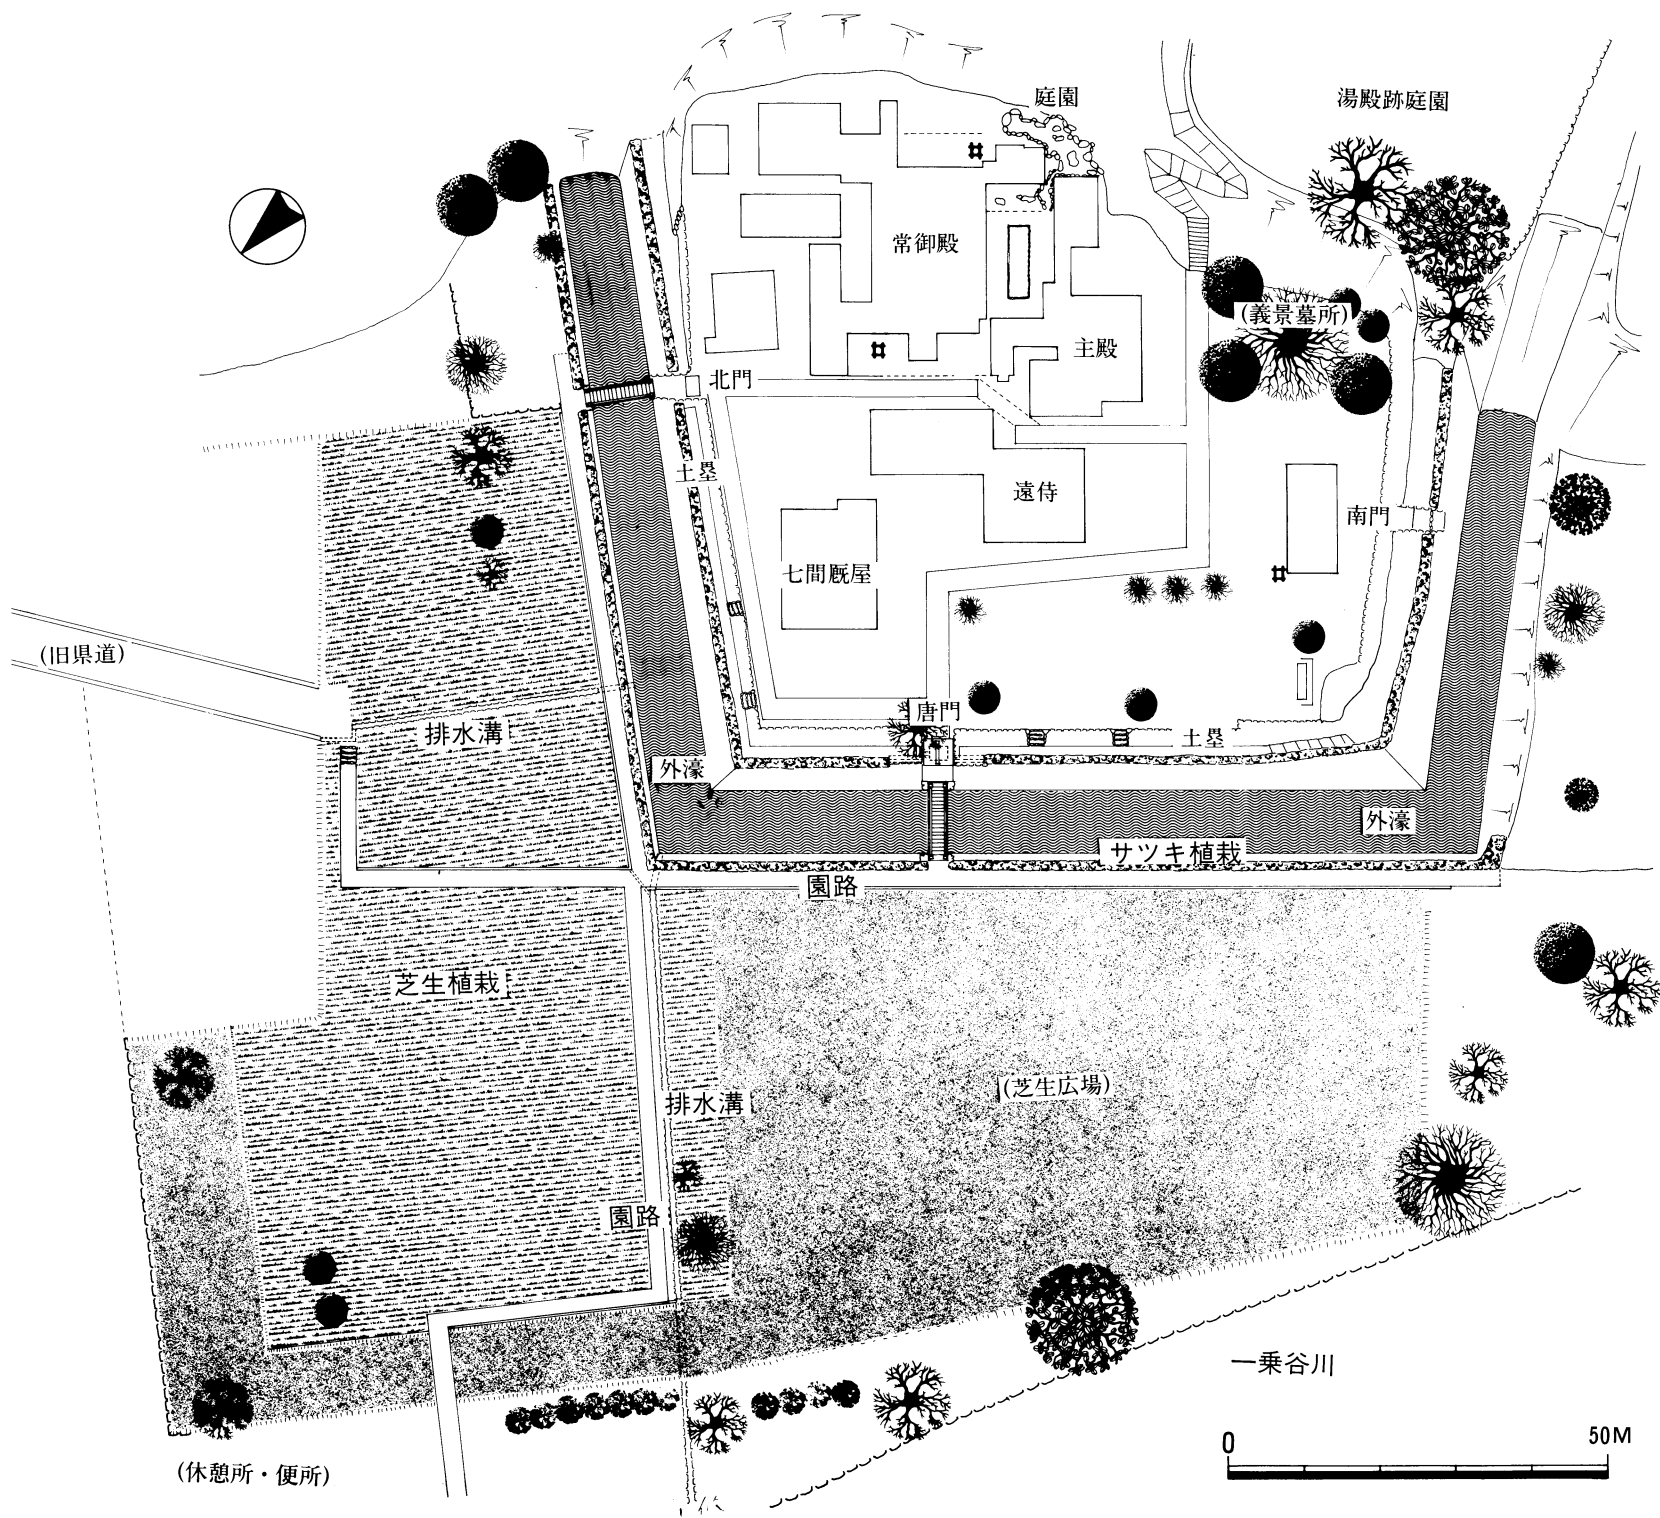 庭園
湯殿跡庭園
常御殿
(義景墓所)
主殿
北門
土塁
遠侍
南門
七間厩屋
(旧県道)
唐門
排水溝
土塁
外濠
外濠
サツキ植栽
園路
芝生植栽
(芝生広場)
排水溝
園路
一乗谷川
0 50M
(休憩所・便所)